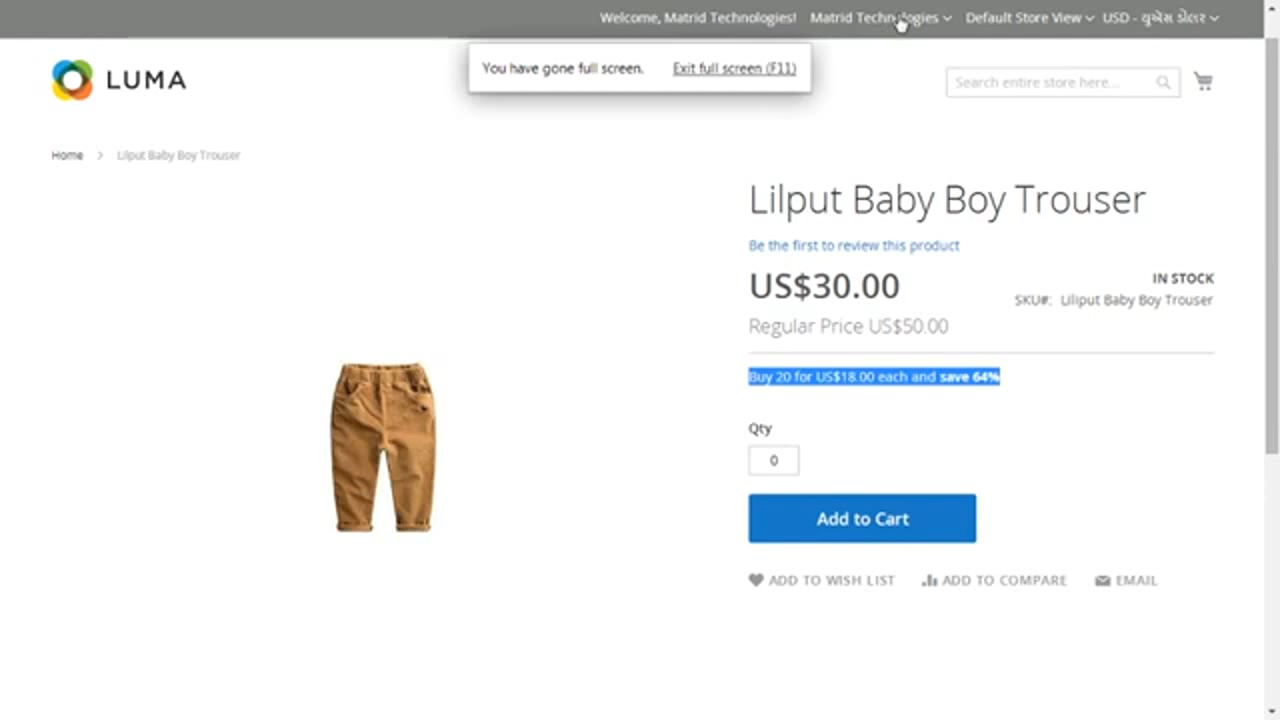 Welcome, Matrid Technologies! Matrid Technologies Default Store View USD - યુએસ ડોલર
You have gone full screen. Exit full screen (F11)
LUMA
Search entire store here...
Home > Lilput Baby Boy Trouser
Lilput Baby Boy Trouser
Be the first to review this product
US$30.00
IN STOCK
Regular Price US$50.00
SKU#: Liliput Baby Boy Trouser
Buy 20 for US$18.00 each and save 64%
Qty
0
Add to Cart
ADD TO WISH LIST ADD TO COMPARE EMAIL